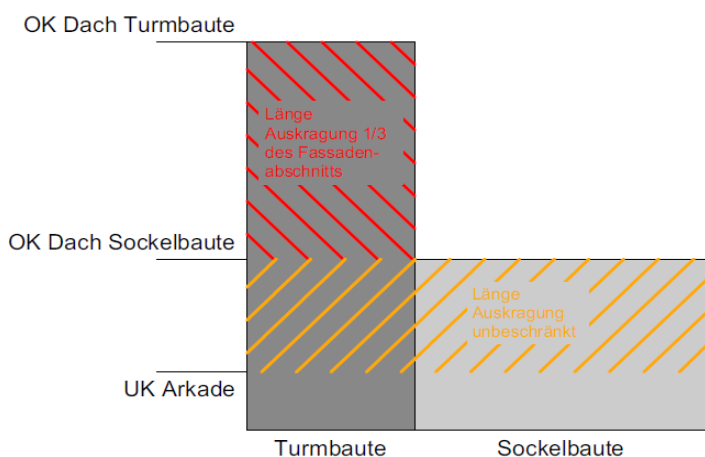 OK Dach Turmbaute
Länge
Auskragung 1/3
des Fassaden-
abschnitts
OK Dach Sockelbaute
Länge
Auskragung
unbeschränkt
UK Arkade
Turmbaute
Sockelbaute